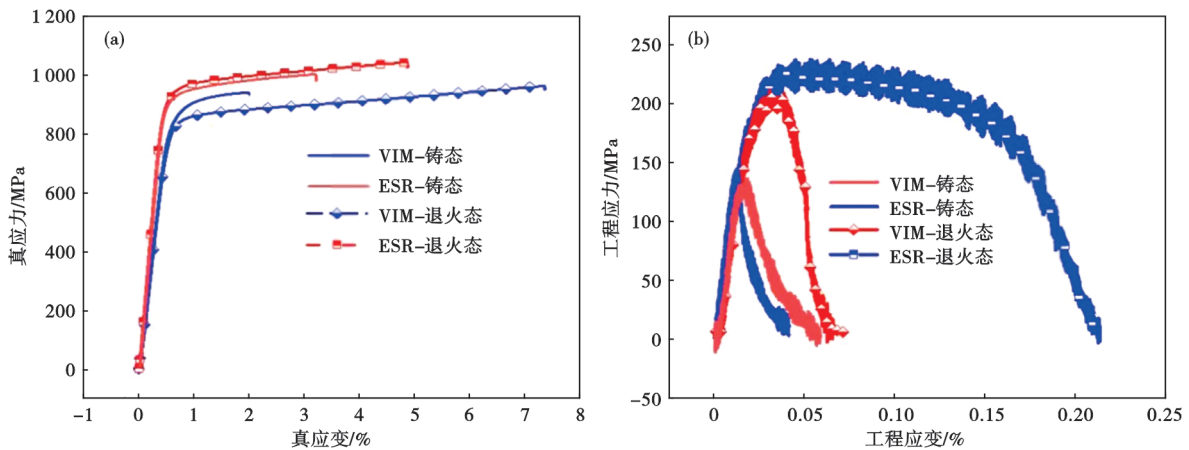 (a)
1 200
1 000
800
600
400
200
0
真应力/MPa
VIM-铸态
ESR-铸态
VIM-退火态
ESR-退火态
-1 0 1 2 3 4 5 6 7 8
真应变/%
(b)
250
200
150
100
50
0
-50
工程应力/MPa
VIM-铸态
ESR-铸态
VIM-退火态
ESR-退火态
0 0.05 0.10 0.15 0.20 0.25
工程应变/%